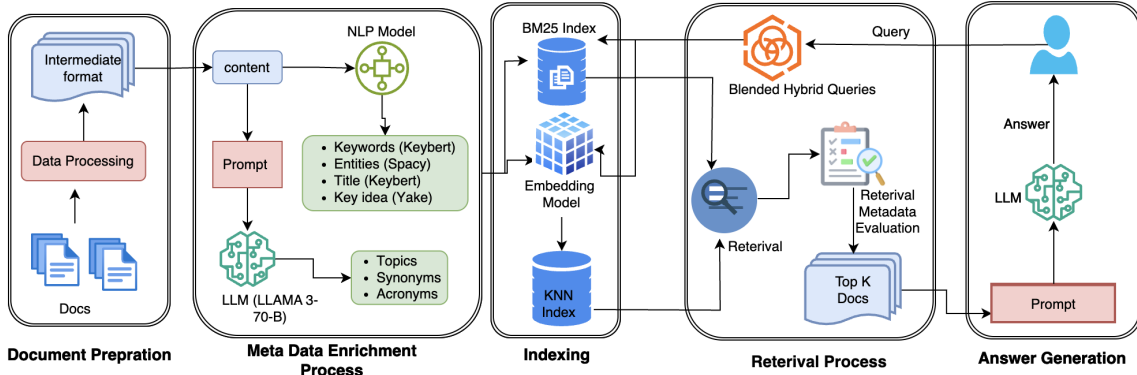 Intermediate
format
Data Processing
Docs
Document Prepration
content
NLP Model
Prompt
• Keywords (Keybert)
• Entities (Spacy)
• Title (Keybert)
• Key idea (Yake)
LLM (LLAMA 3-
70-B)
• Topics
• Synonyms
• Acronyms
Meta Data Enrichment
Process
BM25 Index
Embedding
Model
KNN
Index
Indexing
Blended Hybrid Queries
Reterival
Reterival
Metadata
Evaluation
Top K
Docs
Reterival Process
Query
Answer
LLM
Prompt
Answer Generation